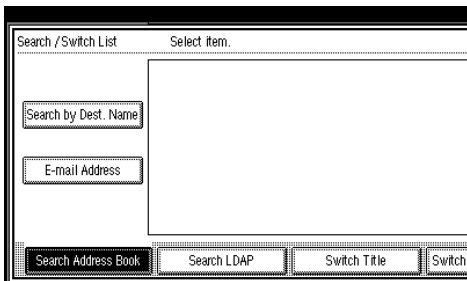 Search / Switch List Select item.
Search by Dest. Name
E-mail Address
Search Address Book Search LDAP Switch Title Switch